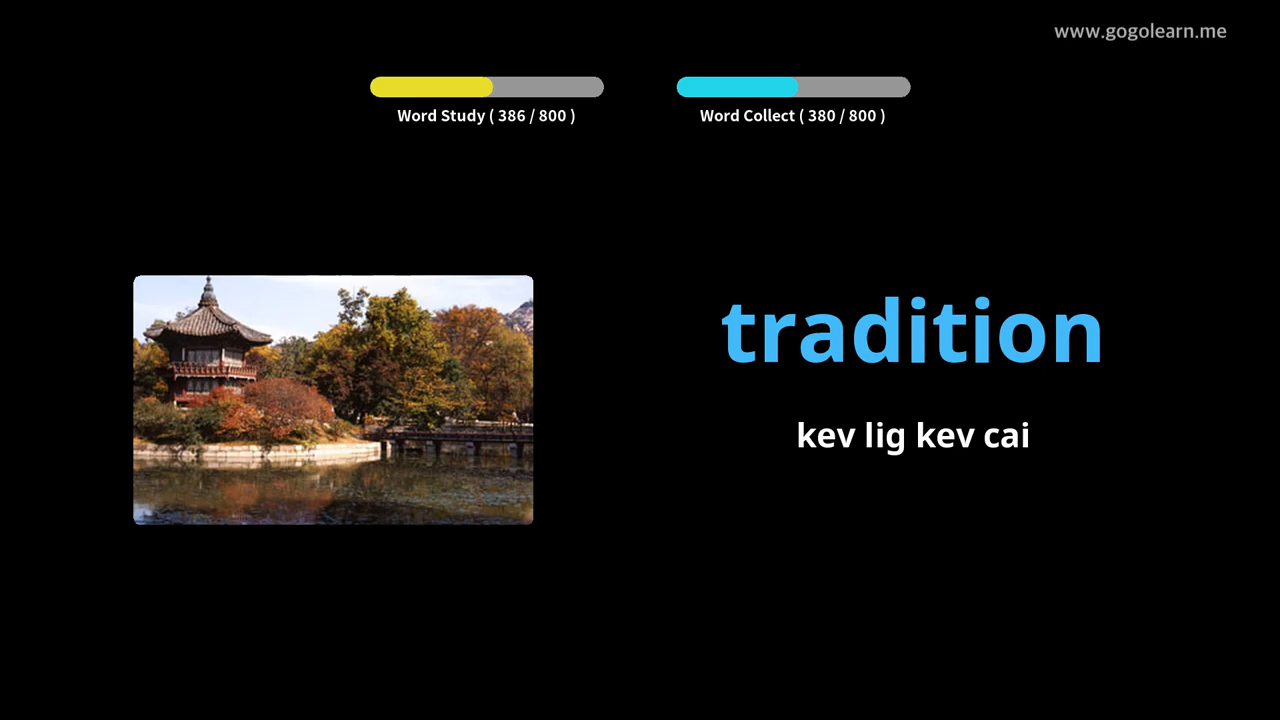 www.gogolearn.me
Word Study ( 386 / 800 )
Word Collect ( 380 / 800 )
tradition
kev lig kev cai